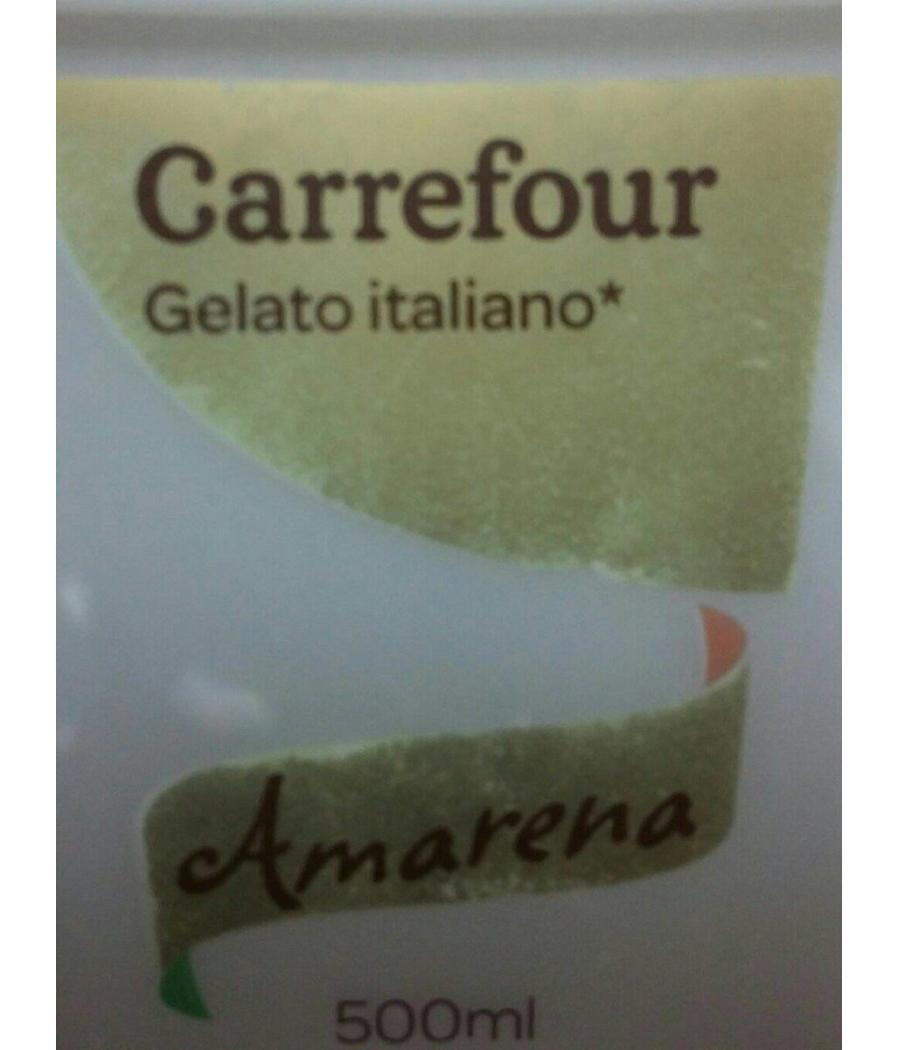 Carrefour
Gelato italiano*
Amarena
500ml